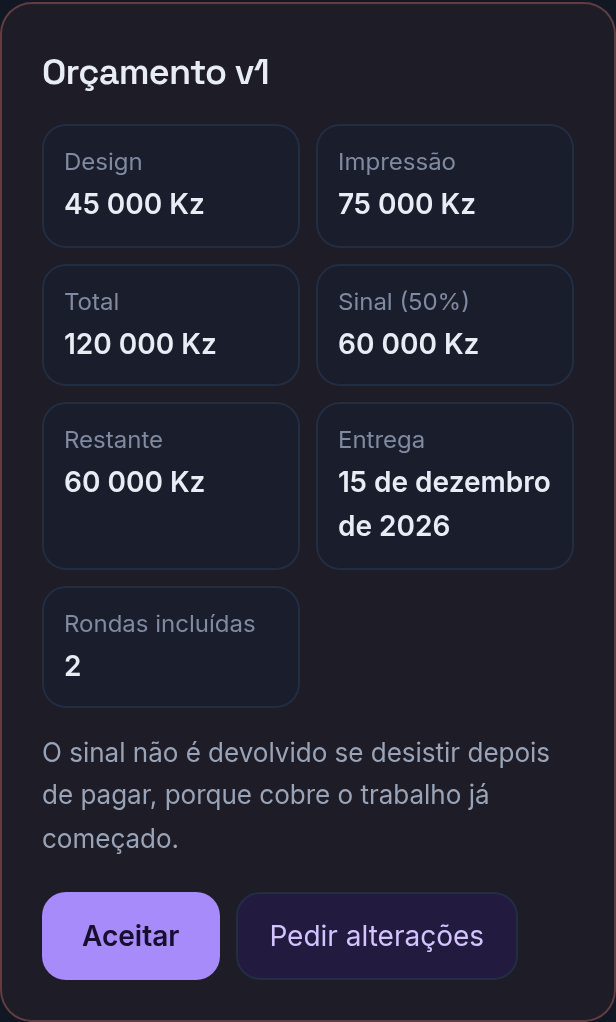 Orçamento v1
Design
45 000 Kz
Impressão
75 000 Kz
Total
120 000 Kz
Sinal (50%)
60 000 Kz
Restante
60 000 Kz
Entrega
15 de dezembro
de 2026
Rondas incluídas
2
O sinal não é devolvido se desistir depois
de pagar, porque cobre o trabalho já
começado.
Aceitar
Pedir alterações